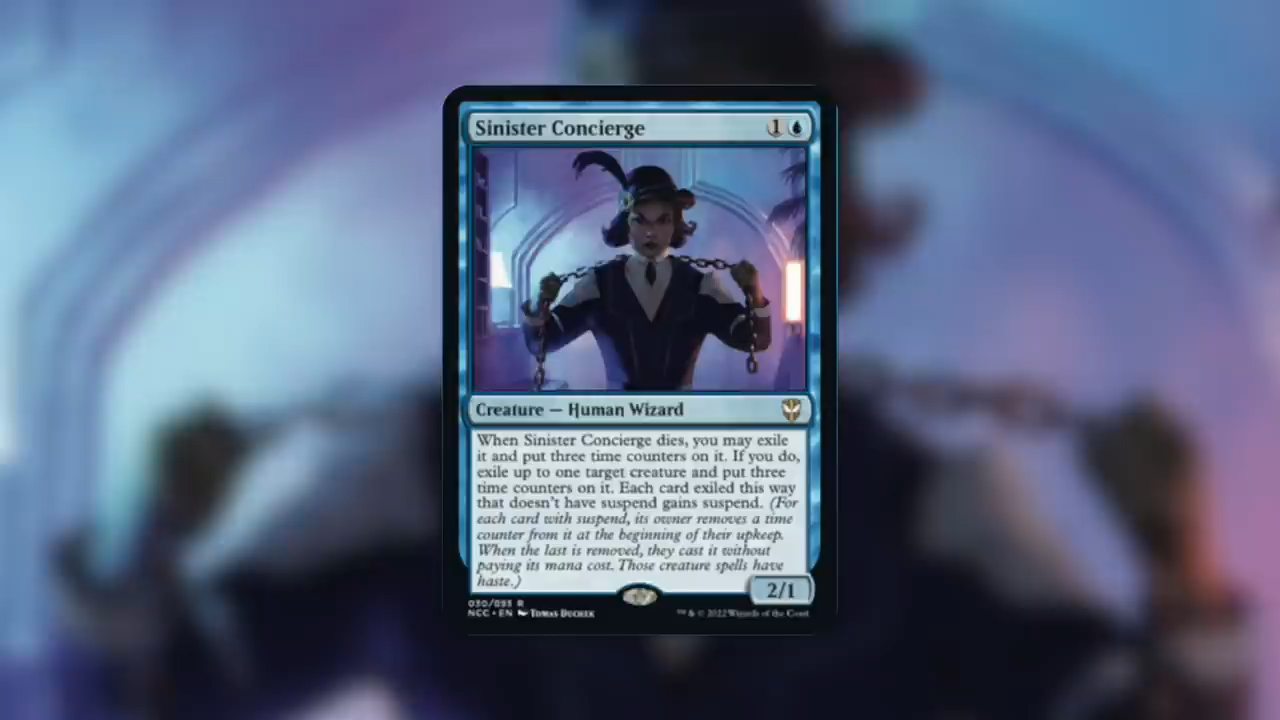 Sinister Concierge 1
Creature — Human Wizard
When Sinister Concierge dies, you may exile
it and put three time counters on it. If you do,
exile up to one target creature and put three
time counters on it. Each card exiled this way
that doesn't have suspend gains suspend. (For
each card with suspend, its owner removes a time
counter from it at the beginning of their upkeep.
When the last is removed, they cast it without
paying its mana cost. Those creature spells have
haste.)
2/1
030/093 R
NCC • EN Tomas Duchek
™ & © 2022 Wizards of the Coast